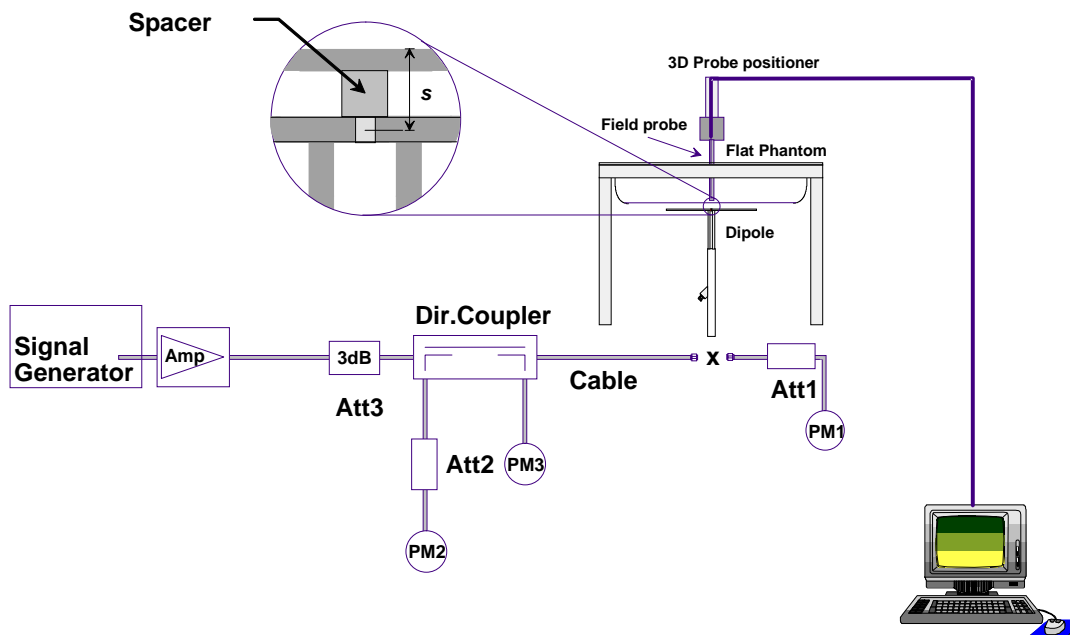 Spacer
s
3D Probe positioner
Field probe
Flat Phantom
Dipole
Dir.Coupler
Signal
Generator
Amp
3dB
Att3
Cable
x
Att1
PM1
Att2
PM3
PM2